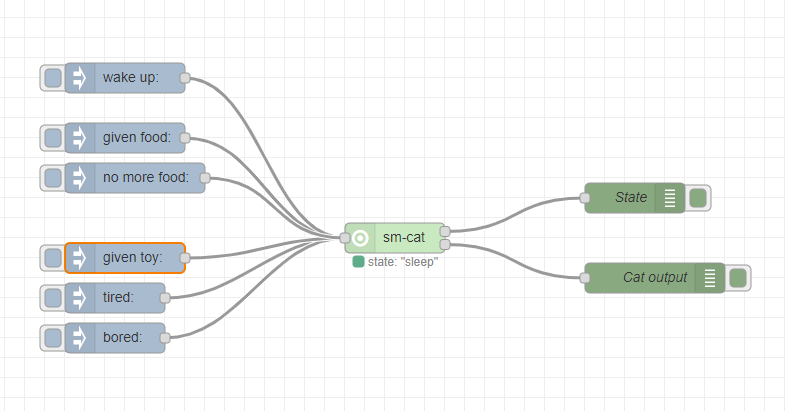 wake up:
given food:
no more food:
given toy:
tired:
bored:
sm-cat
state: "sleep"
State
Cat output